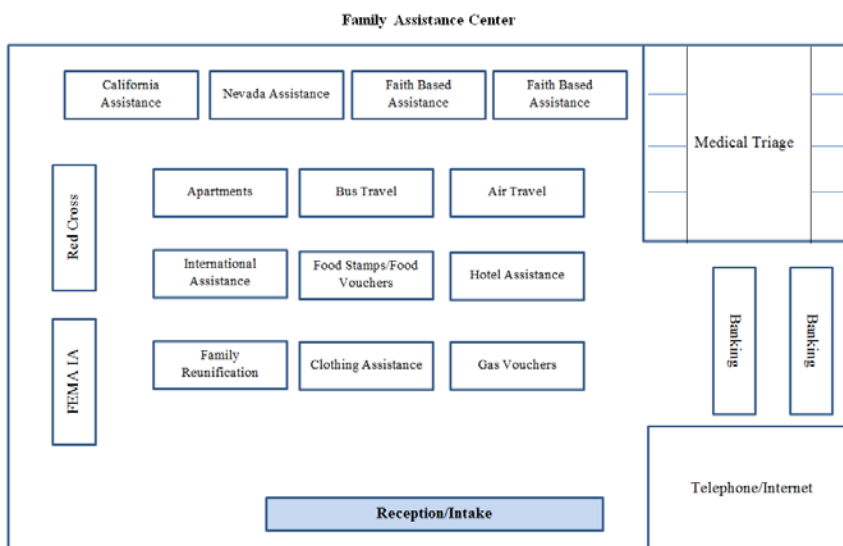 Family Assistance Center
California
Assistance
Nevada Assistance
Faith Based
Assistance
Faith Based
Assistance
Medical Triage
Red Cross
Apartments
Bus Travel
Air Travel
International
Assistance
Food Stamps/Food
Vouchers
Hotel Assistance
Banking
Banking
FEMA IA
Family
Reunification
Clothing Assistance
Gas Vouchers
Telephone/Internet
Reception/Intake